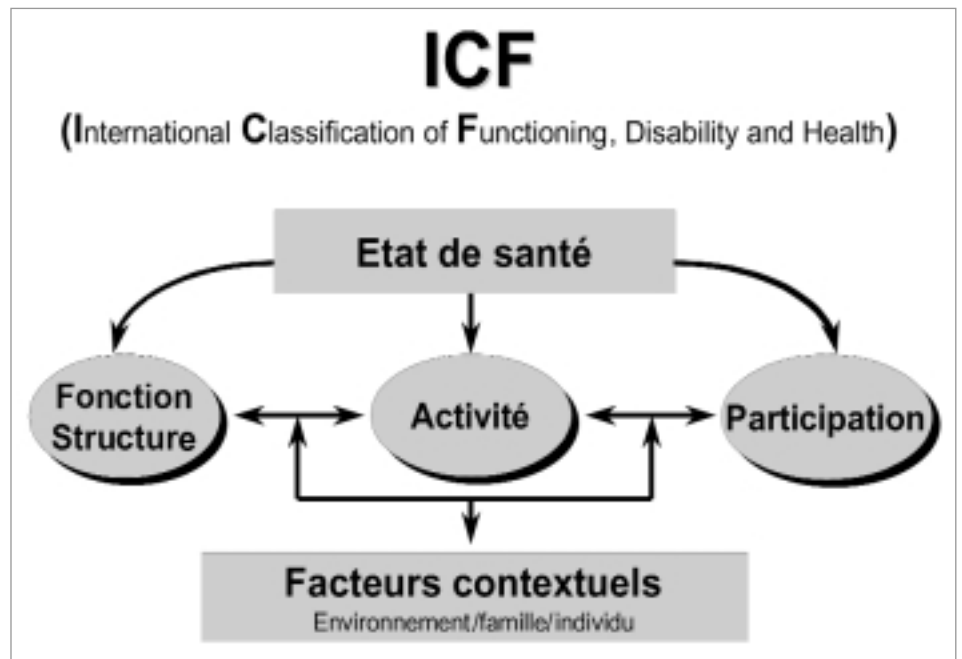 ICF
(International Classification of Functioning, Disability and Health)
Etat de santé
Fonction
Structure
Activité
Participation
Facteurs contextuels
Environnement/famille/individu